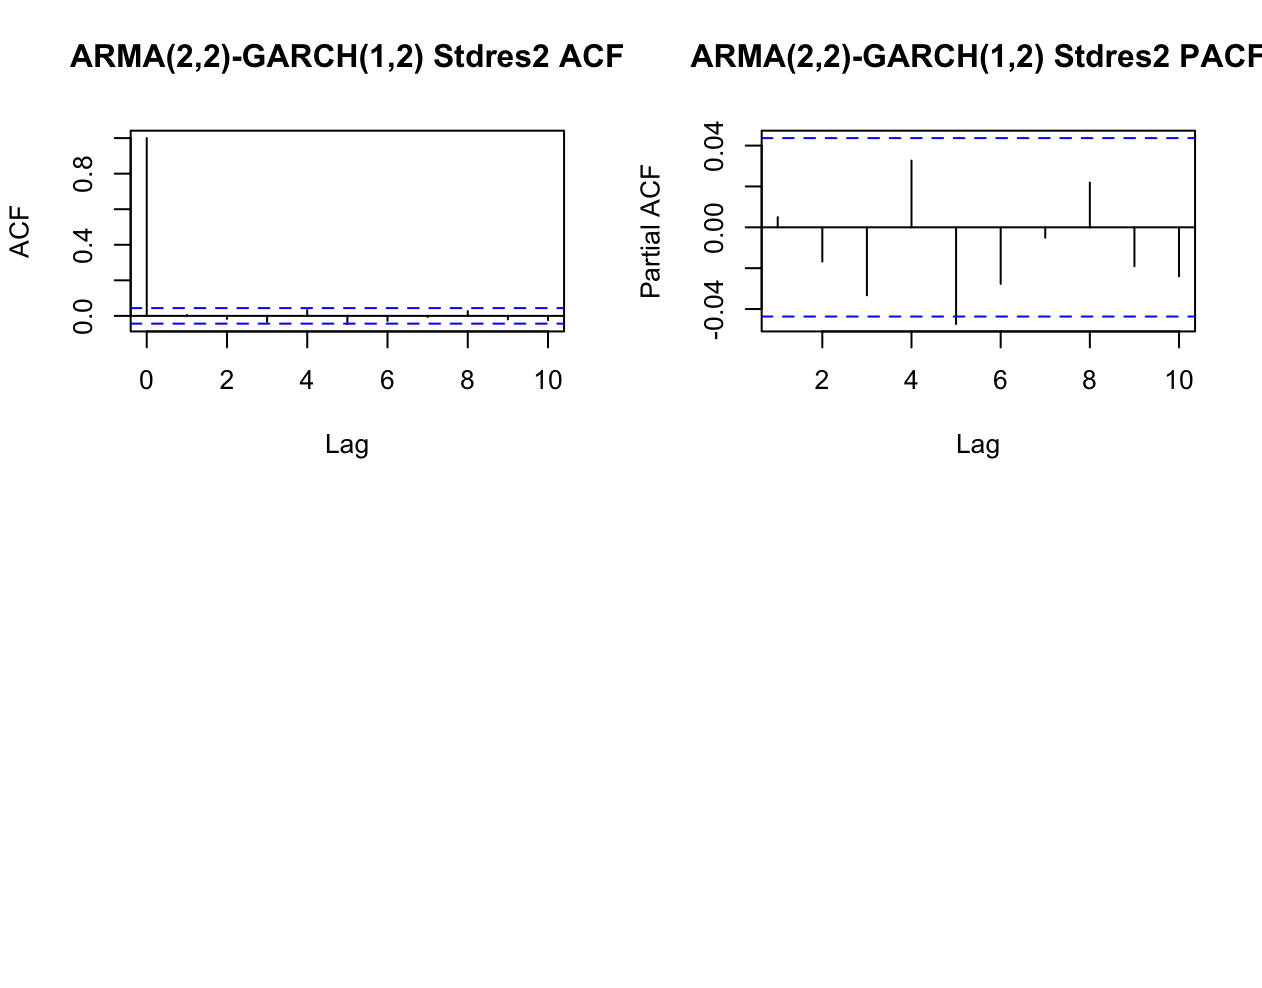 ARMA(2,2)-GARCH(1,2) Stdres2 ACF
ACF
0.8
0.4
0.0
0 2 4 6 8 10
Lag
ARMA(2,2)-GARCH(1,2) Stdres2 PACF
Partial ACF
0.04
0.00
-0.04
2 4 6 8 10
Lag